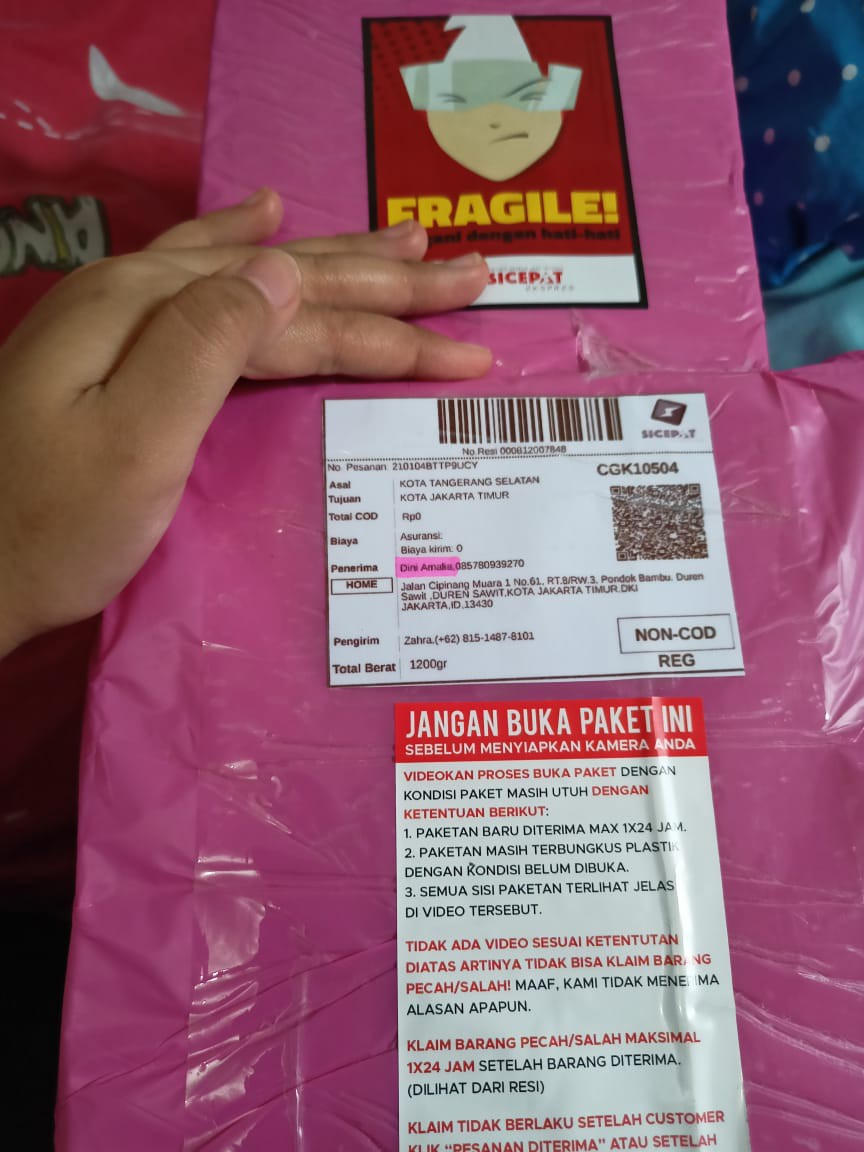 FRAGILE!
dengan hati-hati
SICEPAT
EKSPRES
SICEPAT
No.Resi 000612007848
No. Pesanan: 210104BTTP9UCY
CGK10504
Asal KOTA TANGERANG SELATAN
Tujuan KOTA JAKARTA TIMUR
Total COD Rp0
Biaya Asuransi:
Biaya kirim: 0
Penerima Dini Amalia,085780939270
HOME Jalan Cipinang Muara 1 No.61, RT.8/RW.3, Pondok Bambu. Duren
Sawit ,DUREN SAWIT,KOTA JAKARTA TIMUR,DKI
JAKARTA,ID,13430
Pengirim Zahra,(+62) 815-1487-8101
NON-COD
Total Berat 1200gr
REG
JANGAN BUKA PAKET INI
SEBELUM MENYIAPKAN KAMERA ANDA
VIDEOKAN PROSES BUKA PAKET DENGAN
KONDISI PAKET MASIH UTUH DENGAN
KETENTUAN BERIKUT:
1. PAKETAN BARU DITERIMA MAX 1X24 JAM.
2. PAKETAN MASIH TERBUNGKUS PLASTIK
DENGAN KONDISI BELUM DIBUKA.
3. SEMUA SISI PAKETAN TERLIHAT JELAS
DI VIDEO TERSEBUT.
TIDAK ADA VIDEO SESUAI KETENTUTAN
DIATAS ARTINYA TIDAK BISA KLAIM BARANG
PECAH/SALAH! MAAF, KAMI TIDAK MENERIMA
ALASAN APAPUN.
KLAIM BARANG PECAH/SALAH MAKSIMAL
1X24 JAM SETELAH BARANG DITERIMA.
(DILIHAT DARI RESI)
KLAIM TIDAK BERLAKU SETELAH CUSTOMER
KLIK "PESANAN DITERIMA" ATAU SETELAH